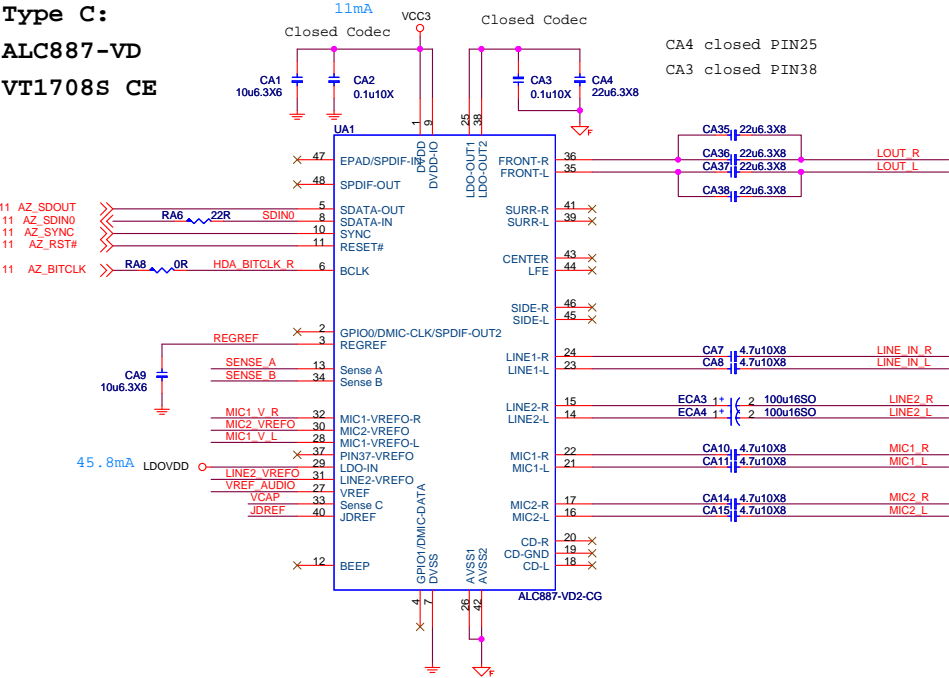 Type C:
ALC887-VD
VT1708S CE
11mA
Closed Codec
VCC3
Closed Codec
CA4 closed PIN25
CA3 closed PIN38
CA1
10u6.3X6
CA2
0.1u10X
CA3
0.1u10X
CA4
22u6.3X8
1
9
25
38
UA1
DVDD
DVDD-IO
LDO-OUT1
LDO-OUT2
47 EPAD/SPDIF-IN
48 SPDIF-OUT
11 AZ_SDOUT 5 SDATA-OUT
11 AZ_SDIN0 RA6 22R SDIN0 8 SDATA-IN
11 AZ_SYNC 10 SYNC
11 AZ_RST# 11 RESET#
11 AZ_BITCLK RA8 0R HDA_BITCLK_R 6 BCLK
2 GPIO0/DMIC-CLK/SPDIF-OUT2
REGREF 3 REGREF
CA9
10u6.3X6
SENSE_A 13 Sense A
SENSE_B 34 Sense B
MIC1_V_R 32 MIC1-VREFO-R
MIC2_VREFO 30 MIC2-VREFO
MIC1_V_L 28 MIC1-VREFO-L
37 PIN37-VREFO
45.8mA LDOVDD 29 LDO-IN
LINE2_VREFO 31 LINE2-VREFO
VREF_AUDIO 27 VREF
VCAP 33 Sense C
JDREF 40 JDREF
12 BEEP
GPIO1/DMIC-DATA
DVSS
AVSS1
AVSS2
4
7
26
42
FRONT-R 36
FRONT-L 35
CA35 22u6.3X8
CA36 22u6.3X8 LOUT_R
CA37 22u6.3X8 LOUT_L
CA38 22u6.3X8
SURR-R 41
SURR-L 39
CENTER 43
LFE 44
SIDE-R 46
SIDE-L 45
LINE1-R 24 CA7 4.7u10X8 LINE_IN_R
LINE1-L 23 CA8 4.7u10X8 LINE_IN_L
LINE2-R 15 ECA3 1+ 2 100u16SO LINE2_R
LINE2-L 14 ECA4 1+ 2 100u16SO LINE2_L
MIC1-R 22 CA10 4.7u10X8 MIC1_R
MIC1-L 21 CA11 4.7u10X8 MIC1_L
MIC2-R 17 CA14 4.7u10X8 MIC2_R
MIC2-L 16 CA15 4.7u10X8 MIC2_L
CD-R 20
CD-GND 19
CD-L 18
ALC887-VD2-CG
F
F